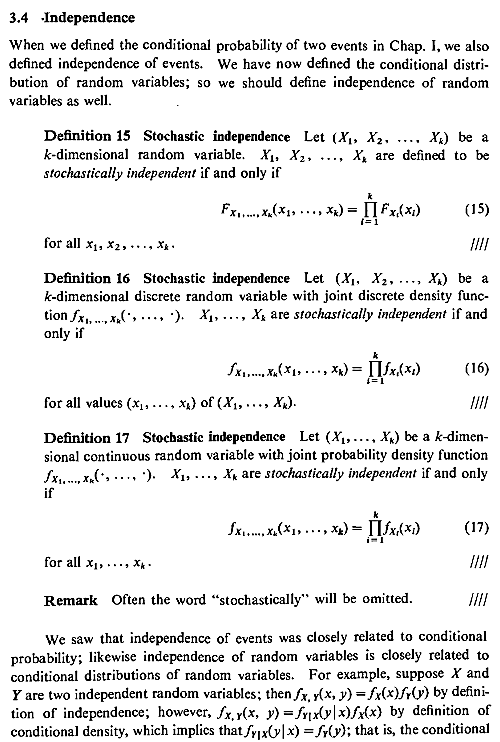 3.4 ·Independence
When we defined the conditional probability of two events in Chap. I, we also
defined independence of events. We have now defined the conditional distri-
bution of random variables; so we should define independence of random
variables as well.
Definition 15 Stochastic independence Let (X₁, X₂, ..., Xₖ) be a
k-dimensional random variable. X₁, X₂, ..., Xₖ are defined to be
stochastically independent if and only if
F_{X₁,...,Xₖ}(x₁, ..., xₖ) = ∏_{i=1}^{k} F_{Xᵢ}(xᵢ) (15)
for all x₁, x₂, ..., xₖ. ////
Definition 16 Stochastic independence Let (X₁, X₂, ..., Xₖ) be a
k-dimensional discrete random variable with joint discrete density func-
tion f_{X₁,...,Xₖ}(·, ..., ·). X₁, ..., Xₖ are stochastically independent if and
only if
f_{X₁,...,Xₖ}(x₁, ..., xₖ) = ∏_{i=1}^{k} f_{Xᵢ}(xᵢ) (16)
for all values (x₁, ..., xₖ) of (X₁, ..., Xₖ). ////
Definition 17 Stochastic independence Let (X₁, ..., Xₖ) be a k-dimen-
sional continuous random variable with joint probability density function
f_{X₁,...,Xₖ}(·, ..., ·). X₁, ..., Xₖ are stochastically independent if and only
if
f_{X₁,...,Xₖ}(x₁, ..., xₖ) = ∏_{i=1}^{k} f_{Xᵢ}(xᵢ) (17)
for all x₁, ..., xₖ. ////
Remark Often the word "stochastically" will be omitted. ////
We saw that independence of events was closely related to conditional
probability; likewise independence of random variables is closely related to
conditional distributions of random variables. For example, suppose X and
Y are two independent random variables; then f_{X,Y}(x, y) = f_X(x)f_Y(y) by defini-
tion of independence; however, f_{X,Y}(x, y) = f_{Y|X}(y|x)f_X(x) by definition of
conditional density, which implies that f_{Y|X}(y|x) = f_Y(y); that is, the conditional